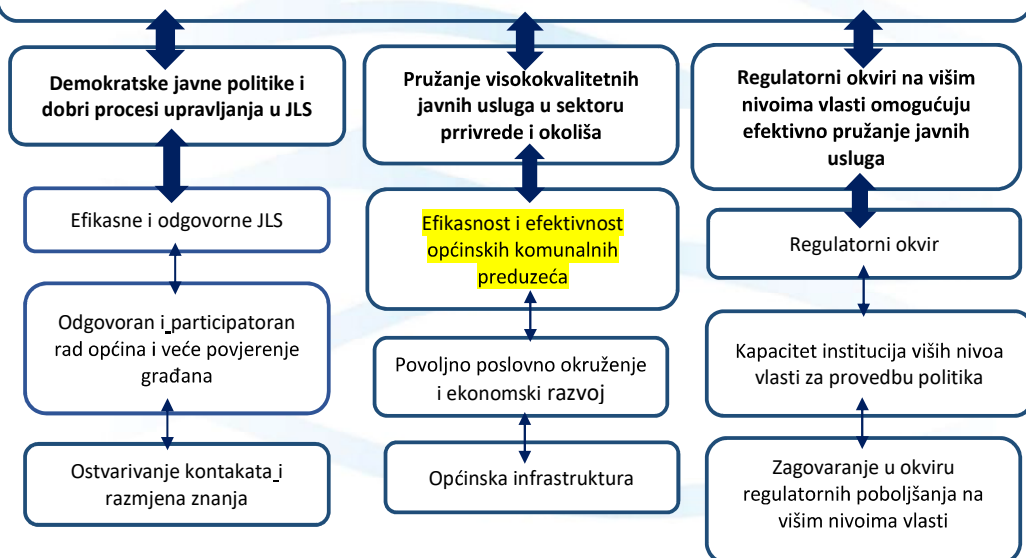 Demokratske javne politike i
dobri procesi upravljanja u JLS
Efikasne i odgovorne JLS
Odgovoran i participatoran
rad općina i veće povjerenje
građana
Ostvarivanje kontakata i
razmjena znanja
Pružanje visokokvalitetnih
javnih usluga u sektoru
prrivrede i okoliša
Efikasnost i efektivnost
općinskih komunalnih
preduzeća
Povoljno poslovno okruženje
i ekonomski razvoj
Općinska infrastruktura
Regulatorni okviri na višim
nivoima vlasti omogućuju
efektivno pružanje javnih
usluga
Regulatorni okvir
Kapacitet institucija viših nivoa
vlasti za provedbu politika
Zagovaranje u okviru
regulatornih poboljšanja na
višim nivoima vlasti